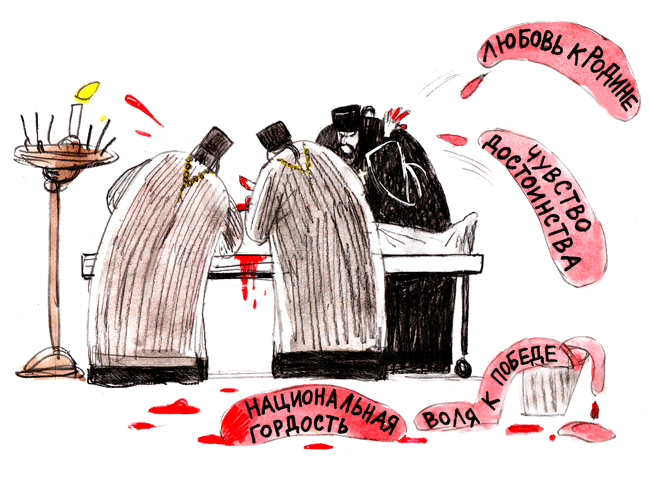 ЛЮБОВЬ К РОДИНЕ
ЧУВСТВО
ДОСТОИНСТВА
НАЦИОНАЛЬНАЯ
ГОРДОСТЬ
ВОЛЯ К ПОБЕДЕ